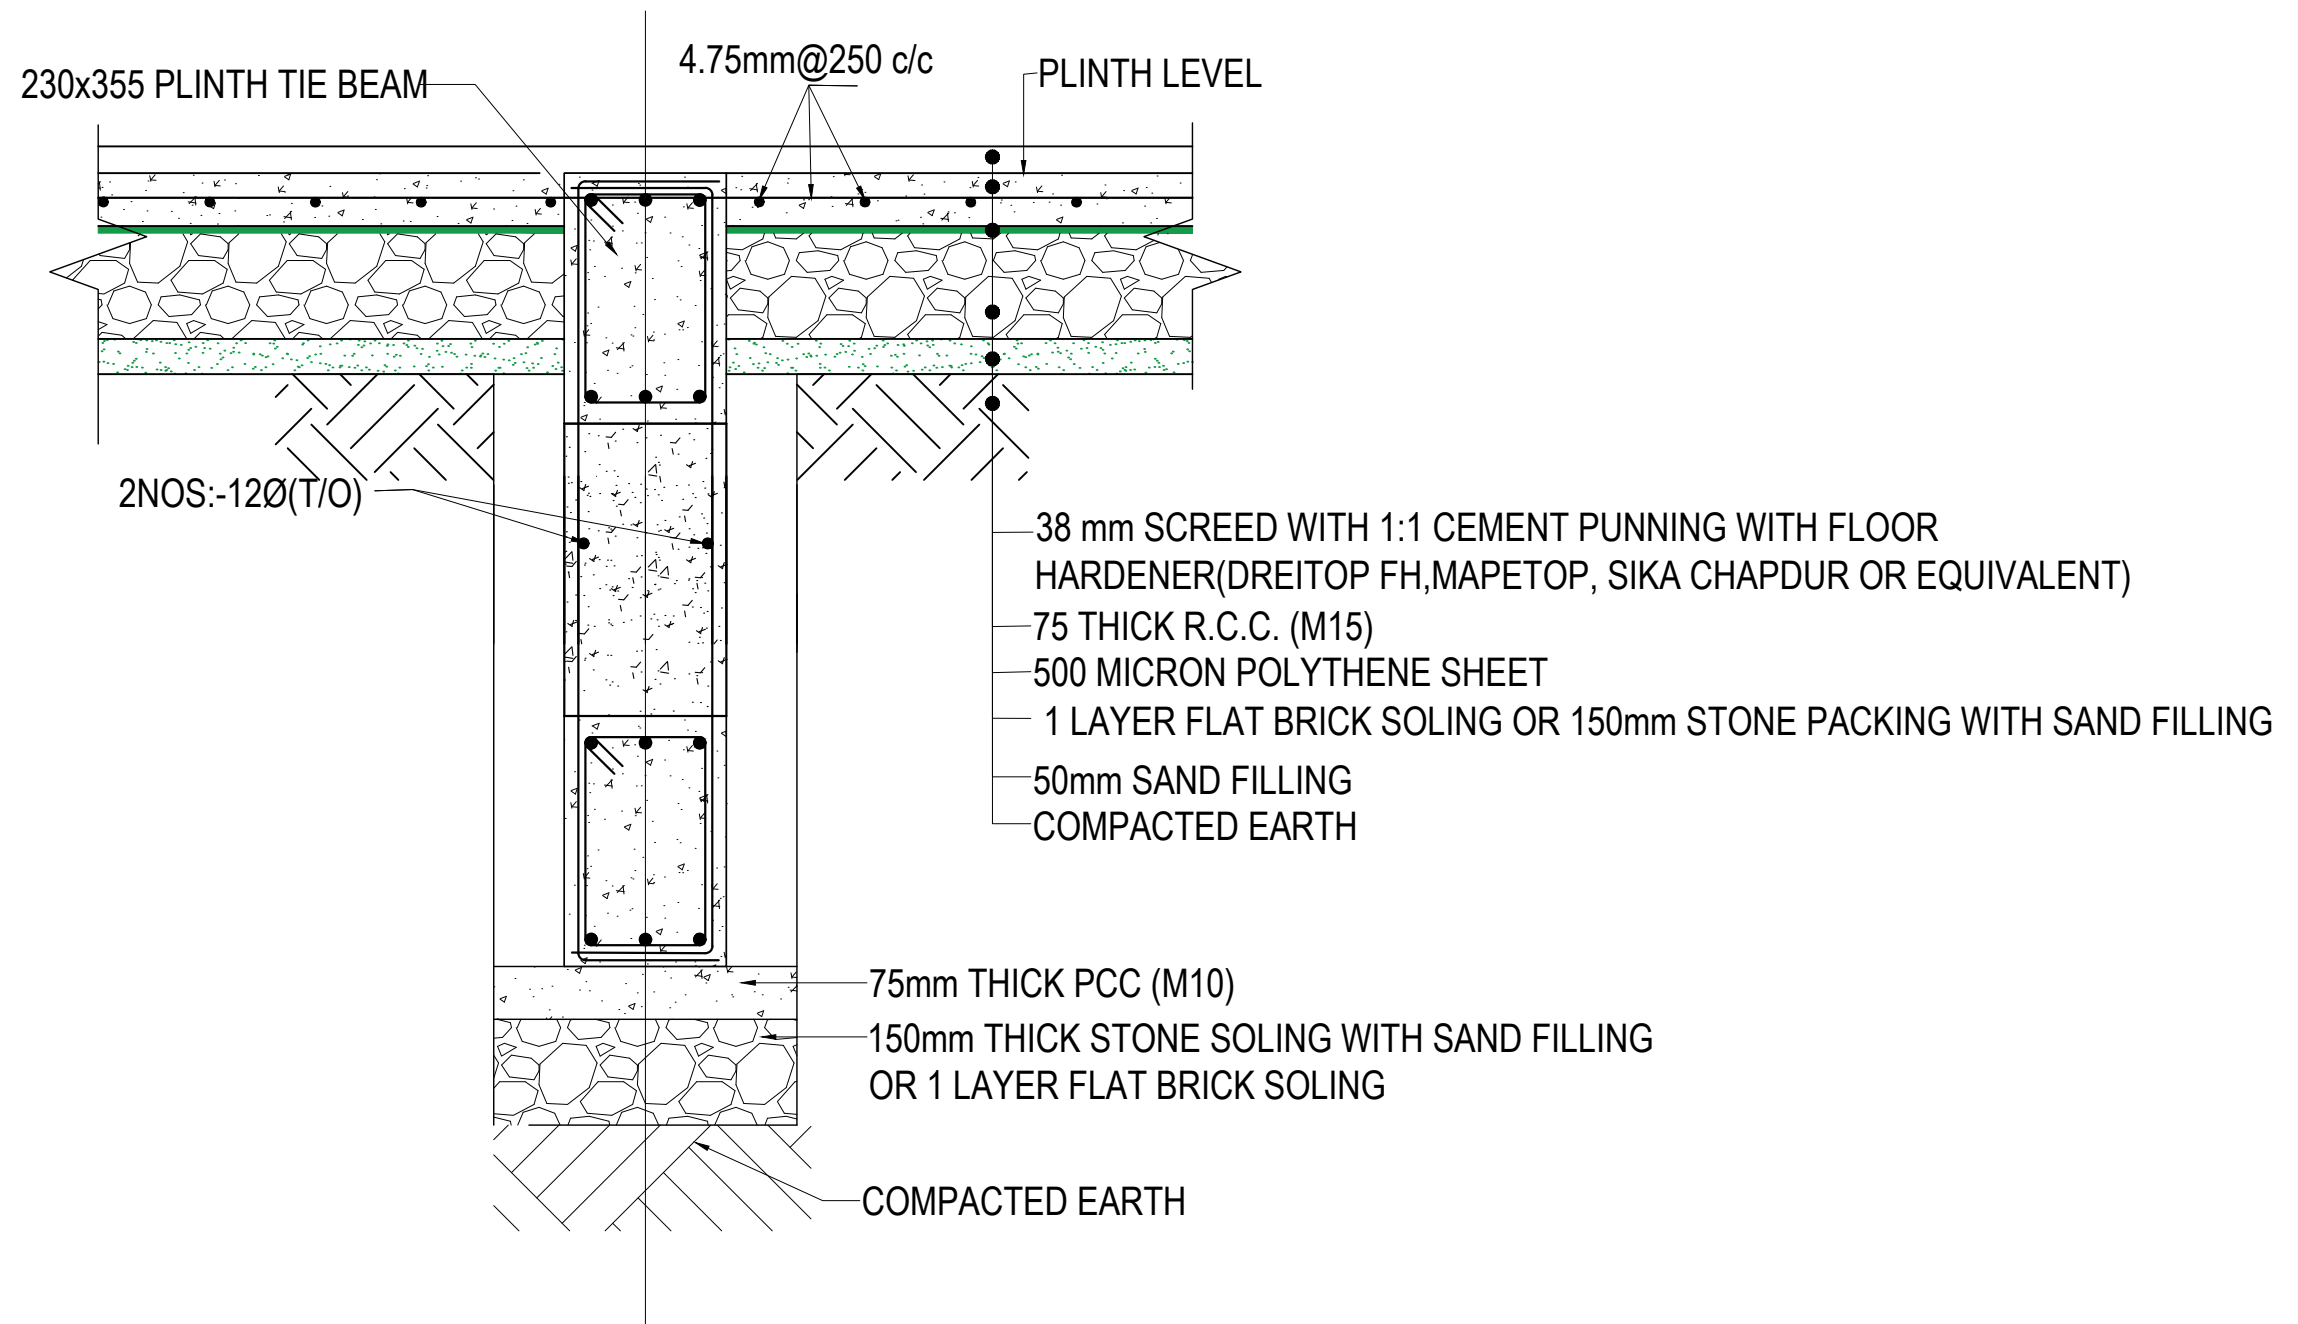 4.75mm@250 c/c
230x355 PLINTH TIE BEAM
PLINTH LEVEL
2NOS:-12Ø(T/O)
38 mm SCREED WITH 1:1 CEMENT PUNNING WITH FLOOR
HARDENER(DREITOP FH,MAPETOP, SIKA CHAPDUR OR EQUIVALENT)
75 THICK R.C.C. (M15)
500 MICRON POLYTHENE SHEET
1 LAYER FLAT BRICK SOLING OR 150mm STONE PACKING WITH SAND FILLING
50mm SAND FILLING
COMPACTED EARTH
75mm THICK PCC (M10)
150mm THICK STONE SOLING WITH SAND FILLING
OR 1 LAYER FLAT BRICK SOLING
COMPACTED EARTH